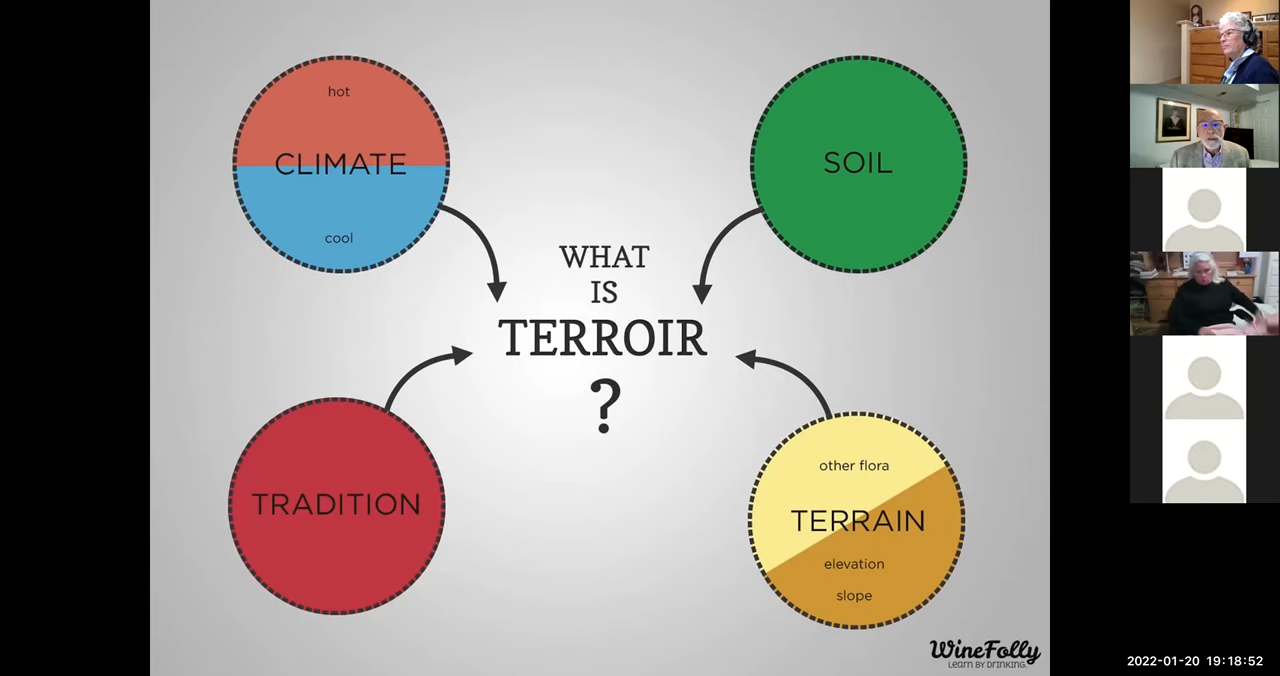 hot
CLIMATE
cool
SOIL
WHAT
IS
TERROIR
?
TRADITION
other flora
TERRAIN
elevation
slope
WineFolly
Learn by Drinking.
2022-01-20 19:18:52